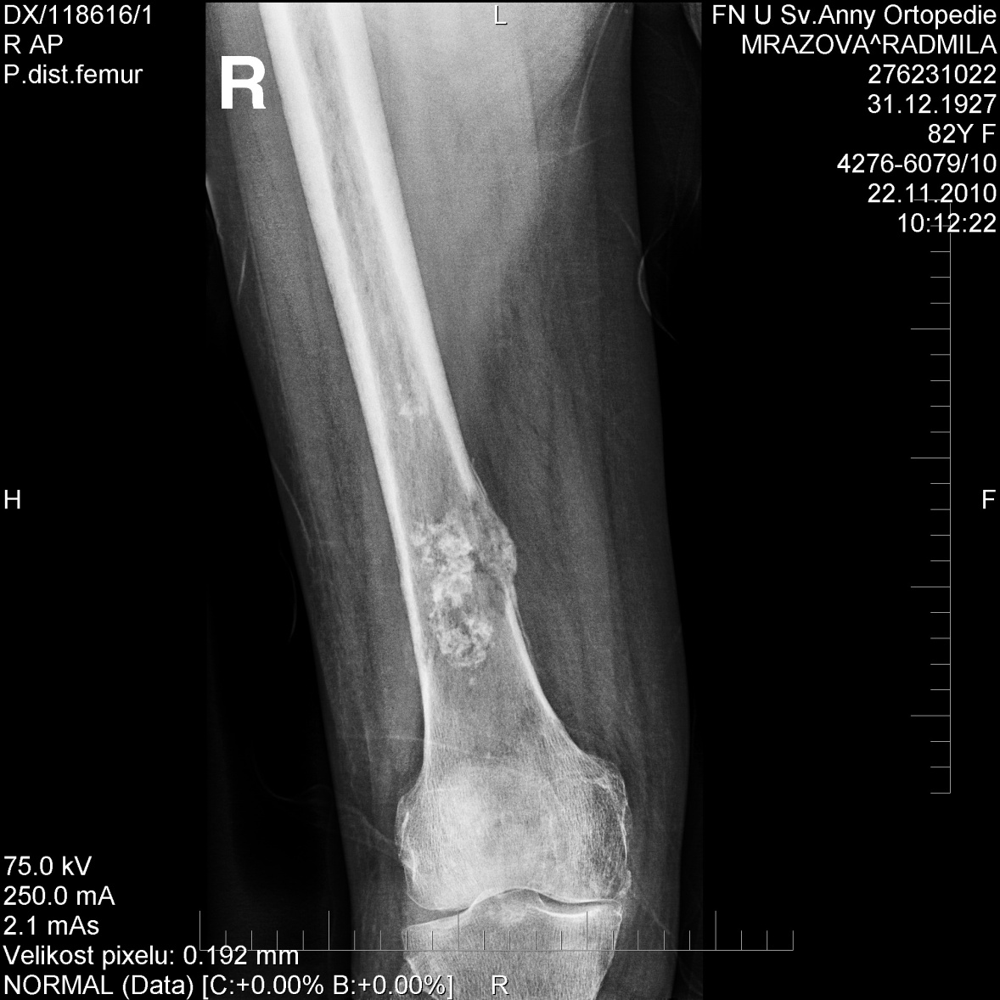 DX/118616/1
R AP
P.dist.femur
R
L
FN U Sv.Anny Ortopedie
MRAZOVA^RADMILA
276231022
31.12.1927
82Y F
4276-6079/10
22.11.2010
10:12:22
H
F
75.0 kV
250.0 mA
2.1 mAs
Velikost pixelu: 0.192 mm
NORMAL (Data) [C:+0.00% B:+0.00%]
R